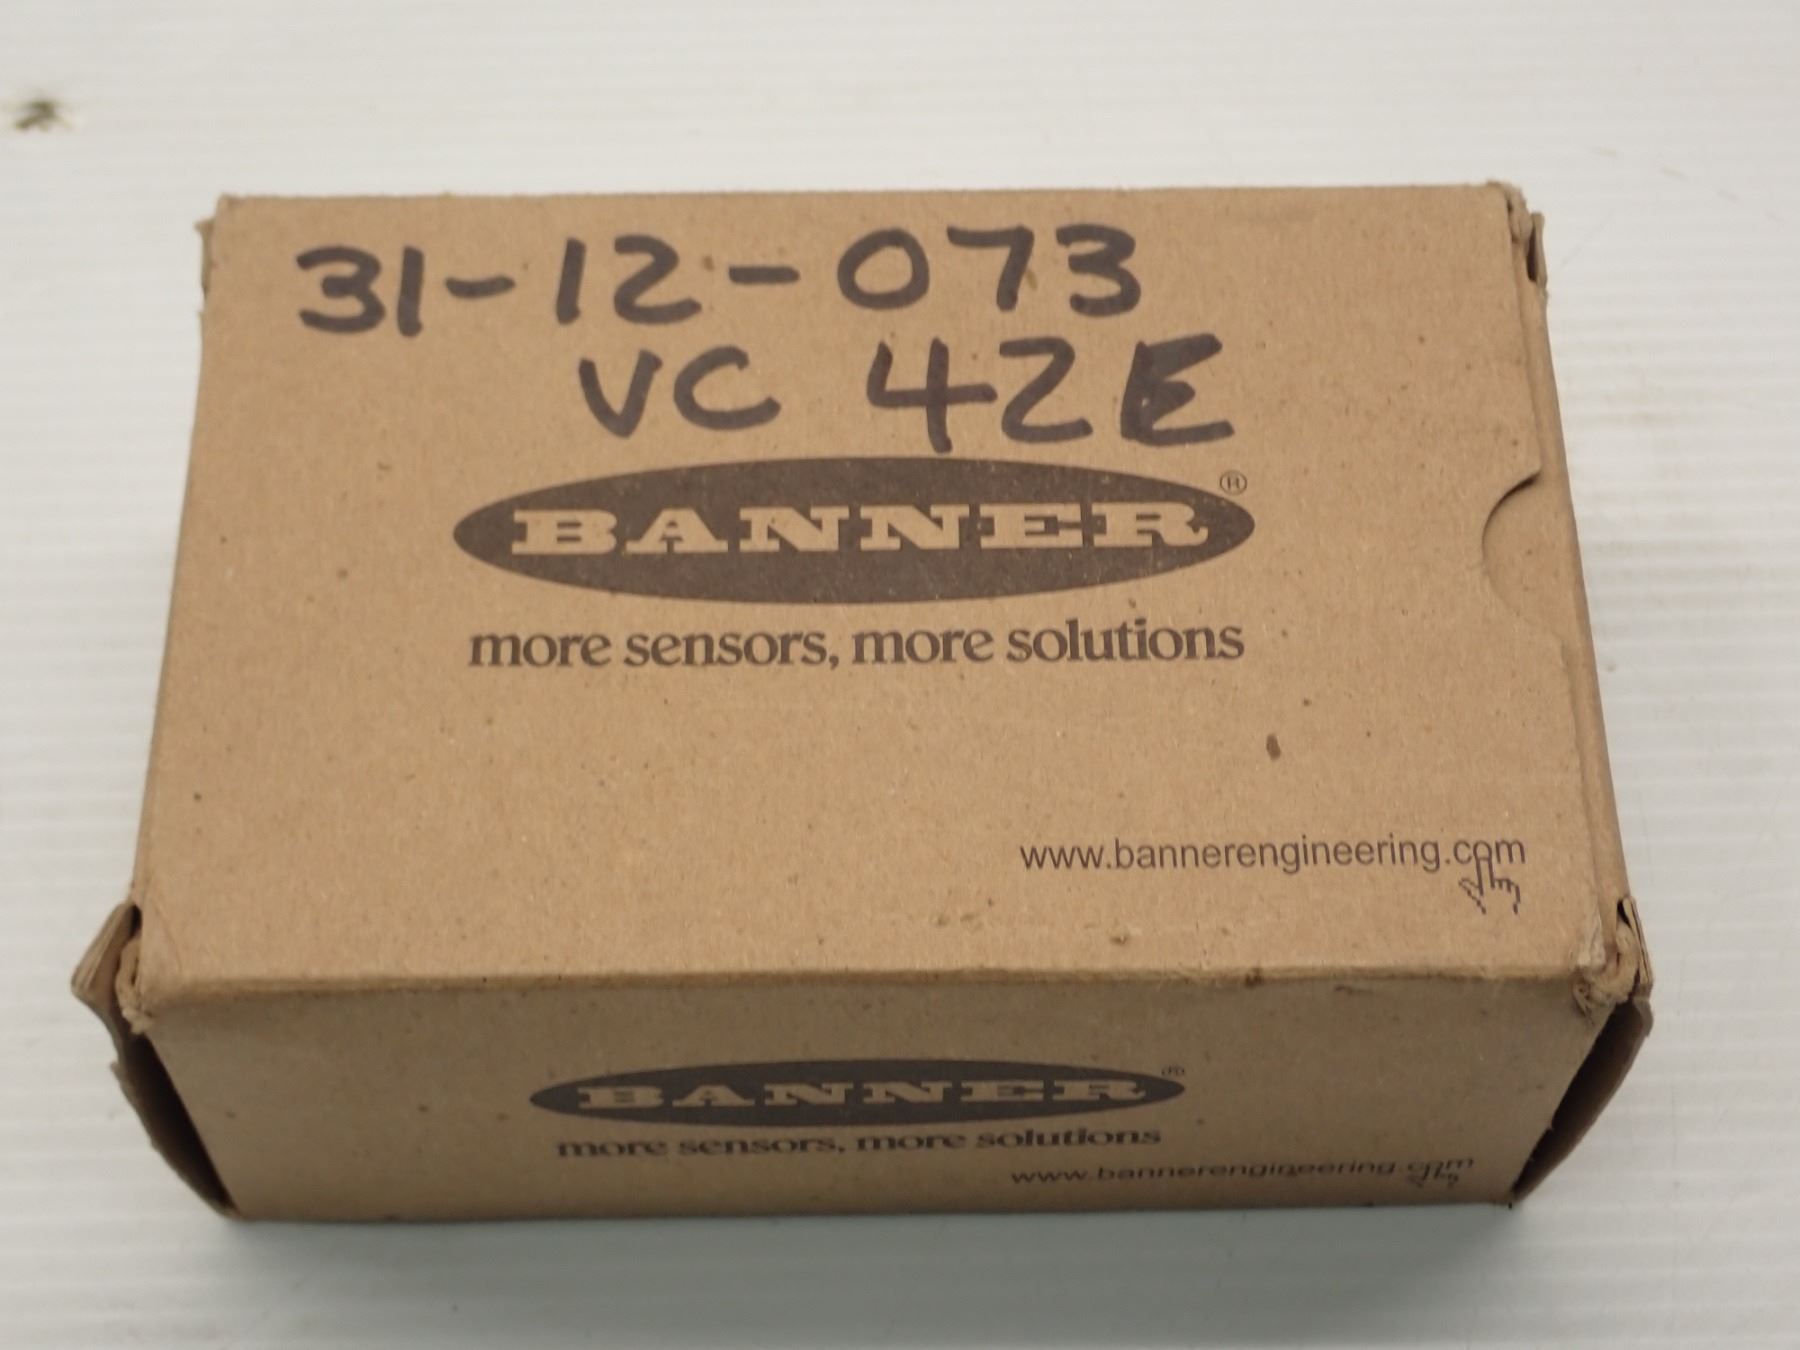 31-12-073
VC 42E
BANNER®
more sensors, more solutions
www.bannerengineering.com
BANNER®
more sensors, more solutions
www.bannerengineering.com